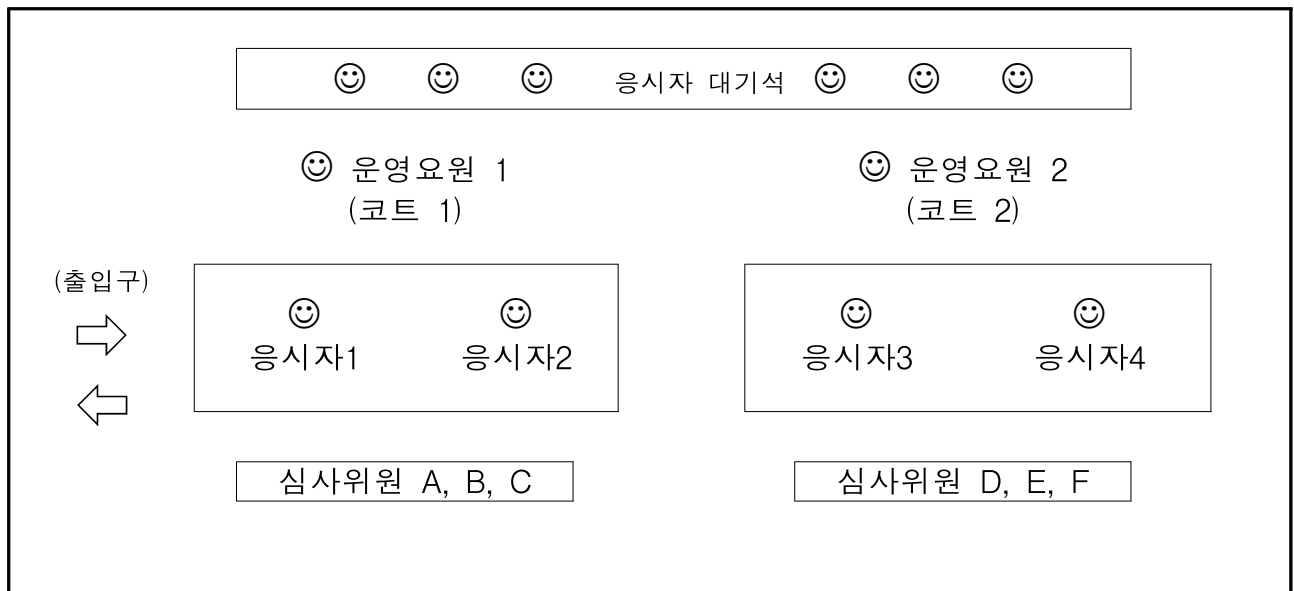 응시자 대기석
운영요원 1
(코트 1)
운영요원 2
(코트 2)
(출입구)
응시자1
응시자2
응시자3
응시자4
심사위원 A, B, C
심사위원 D, E, F